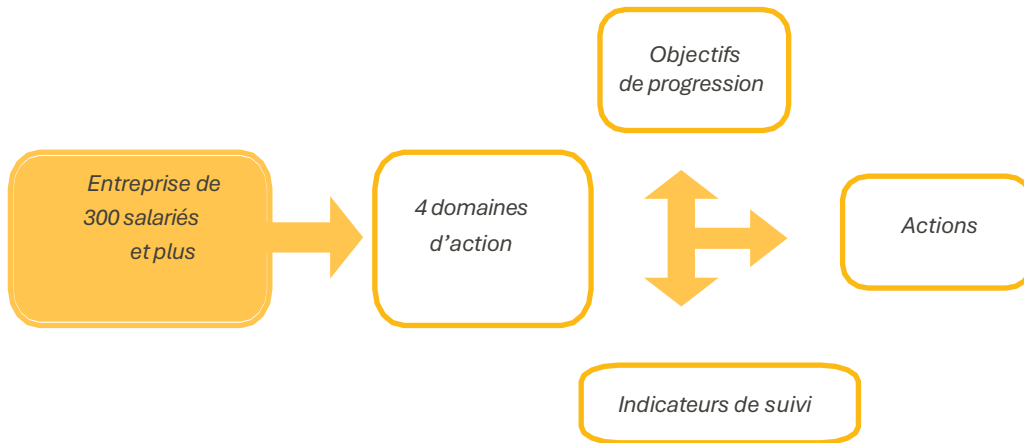 Entreprise de
300 salariés
et plus
4 domaines
d’action
Objectifs
de progression
Actions
Indicateurs de suivi